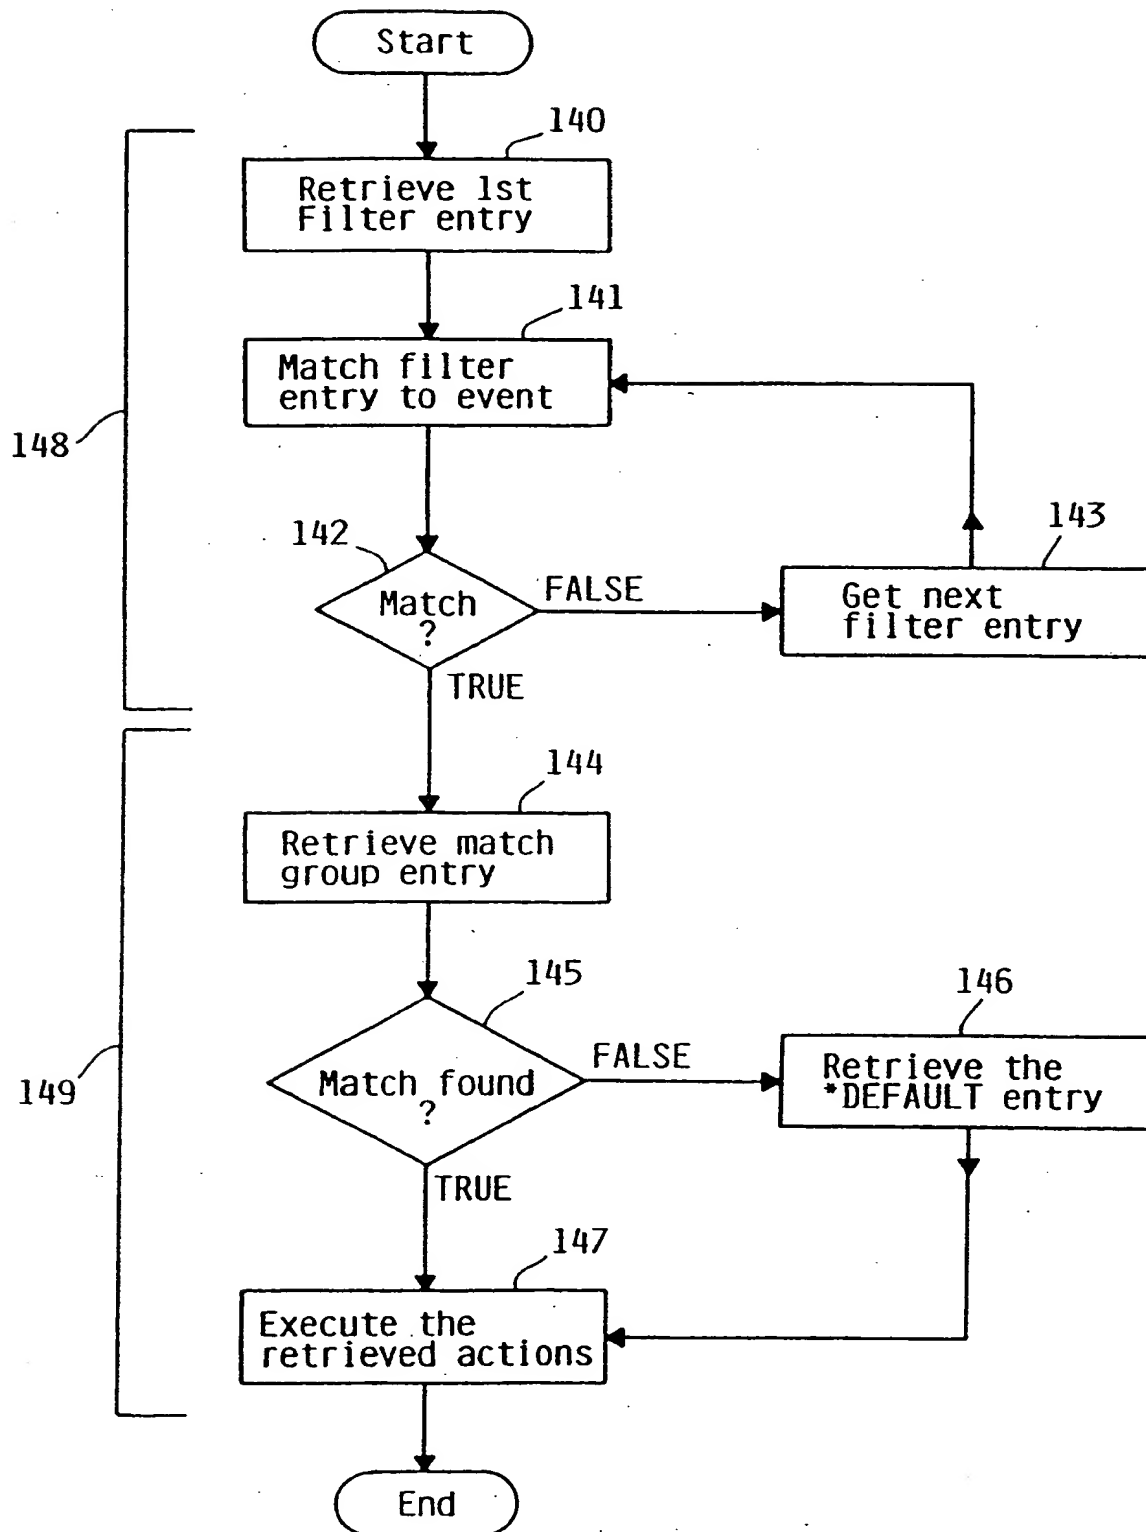 Start
140
Retrieve 1st
Filter entry
141
Match filter
entry to event
148
142
Match
?
FALSE
143
Get next
filter entry
TRUE
144
Retrieve match
group entry
145
Match found
?
FALSE
146
Retrieve the
*DEFAULT entry
149
TRUE
147
Execute the
retrieved actions
End